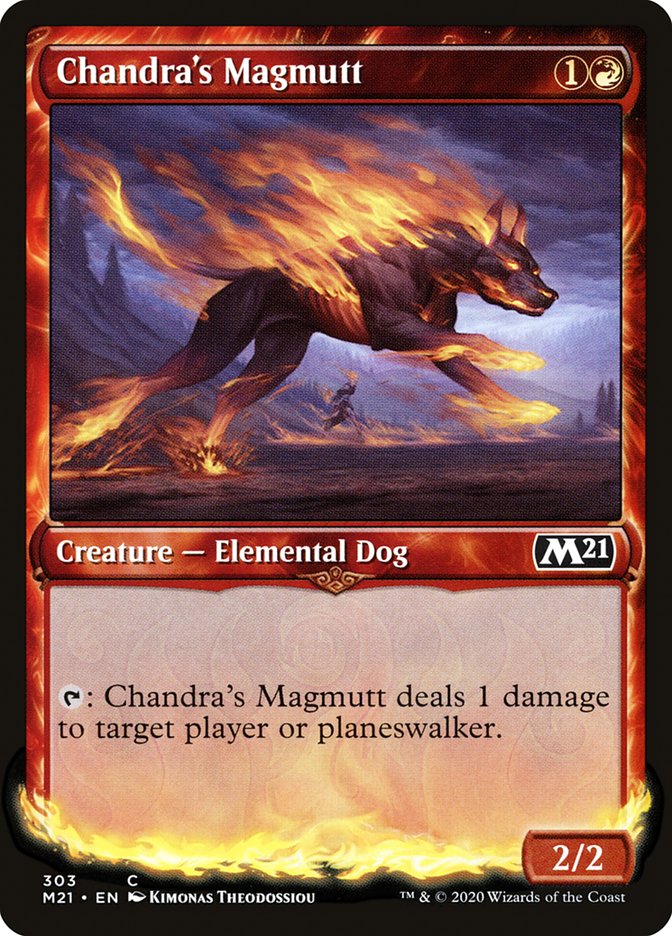 Chandra's Magmutt 1
Creature — Elemental Dog M21
: Chandra's Magmutt deals 1 damage
to target player or planeswalker.
2/2
303 C
M21 • EN Kimonas Theodossiou ™ & © 2020 Wizards of the Coast